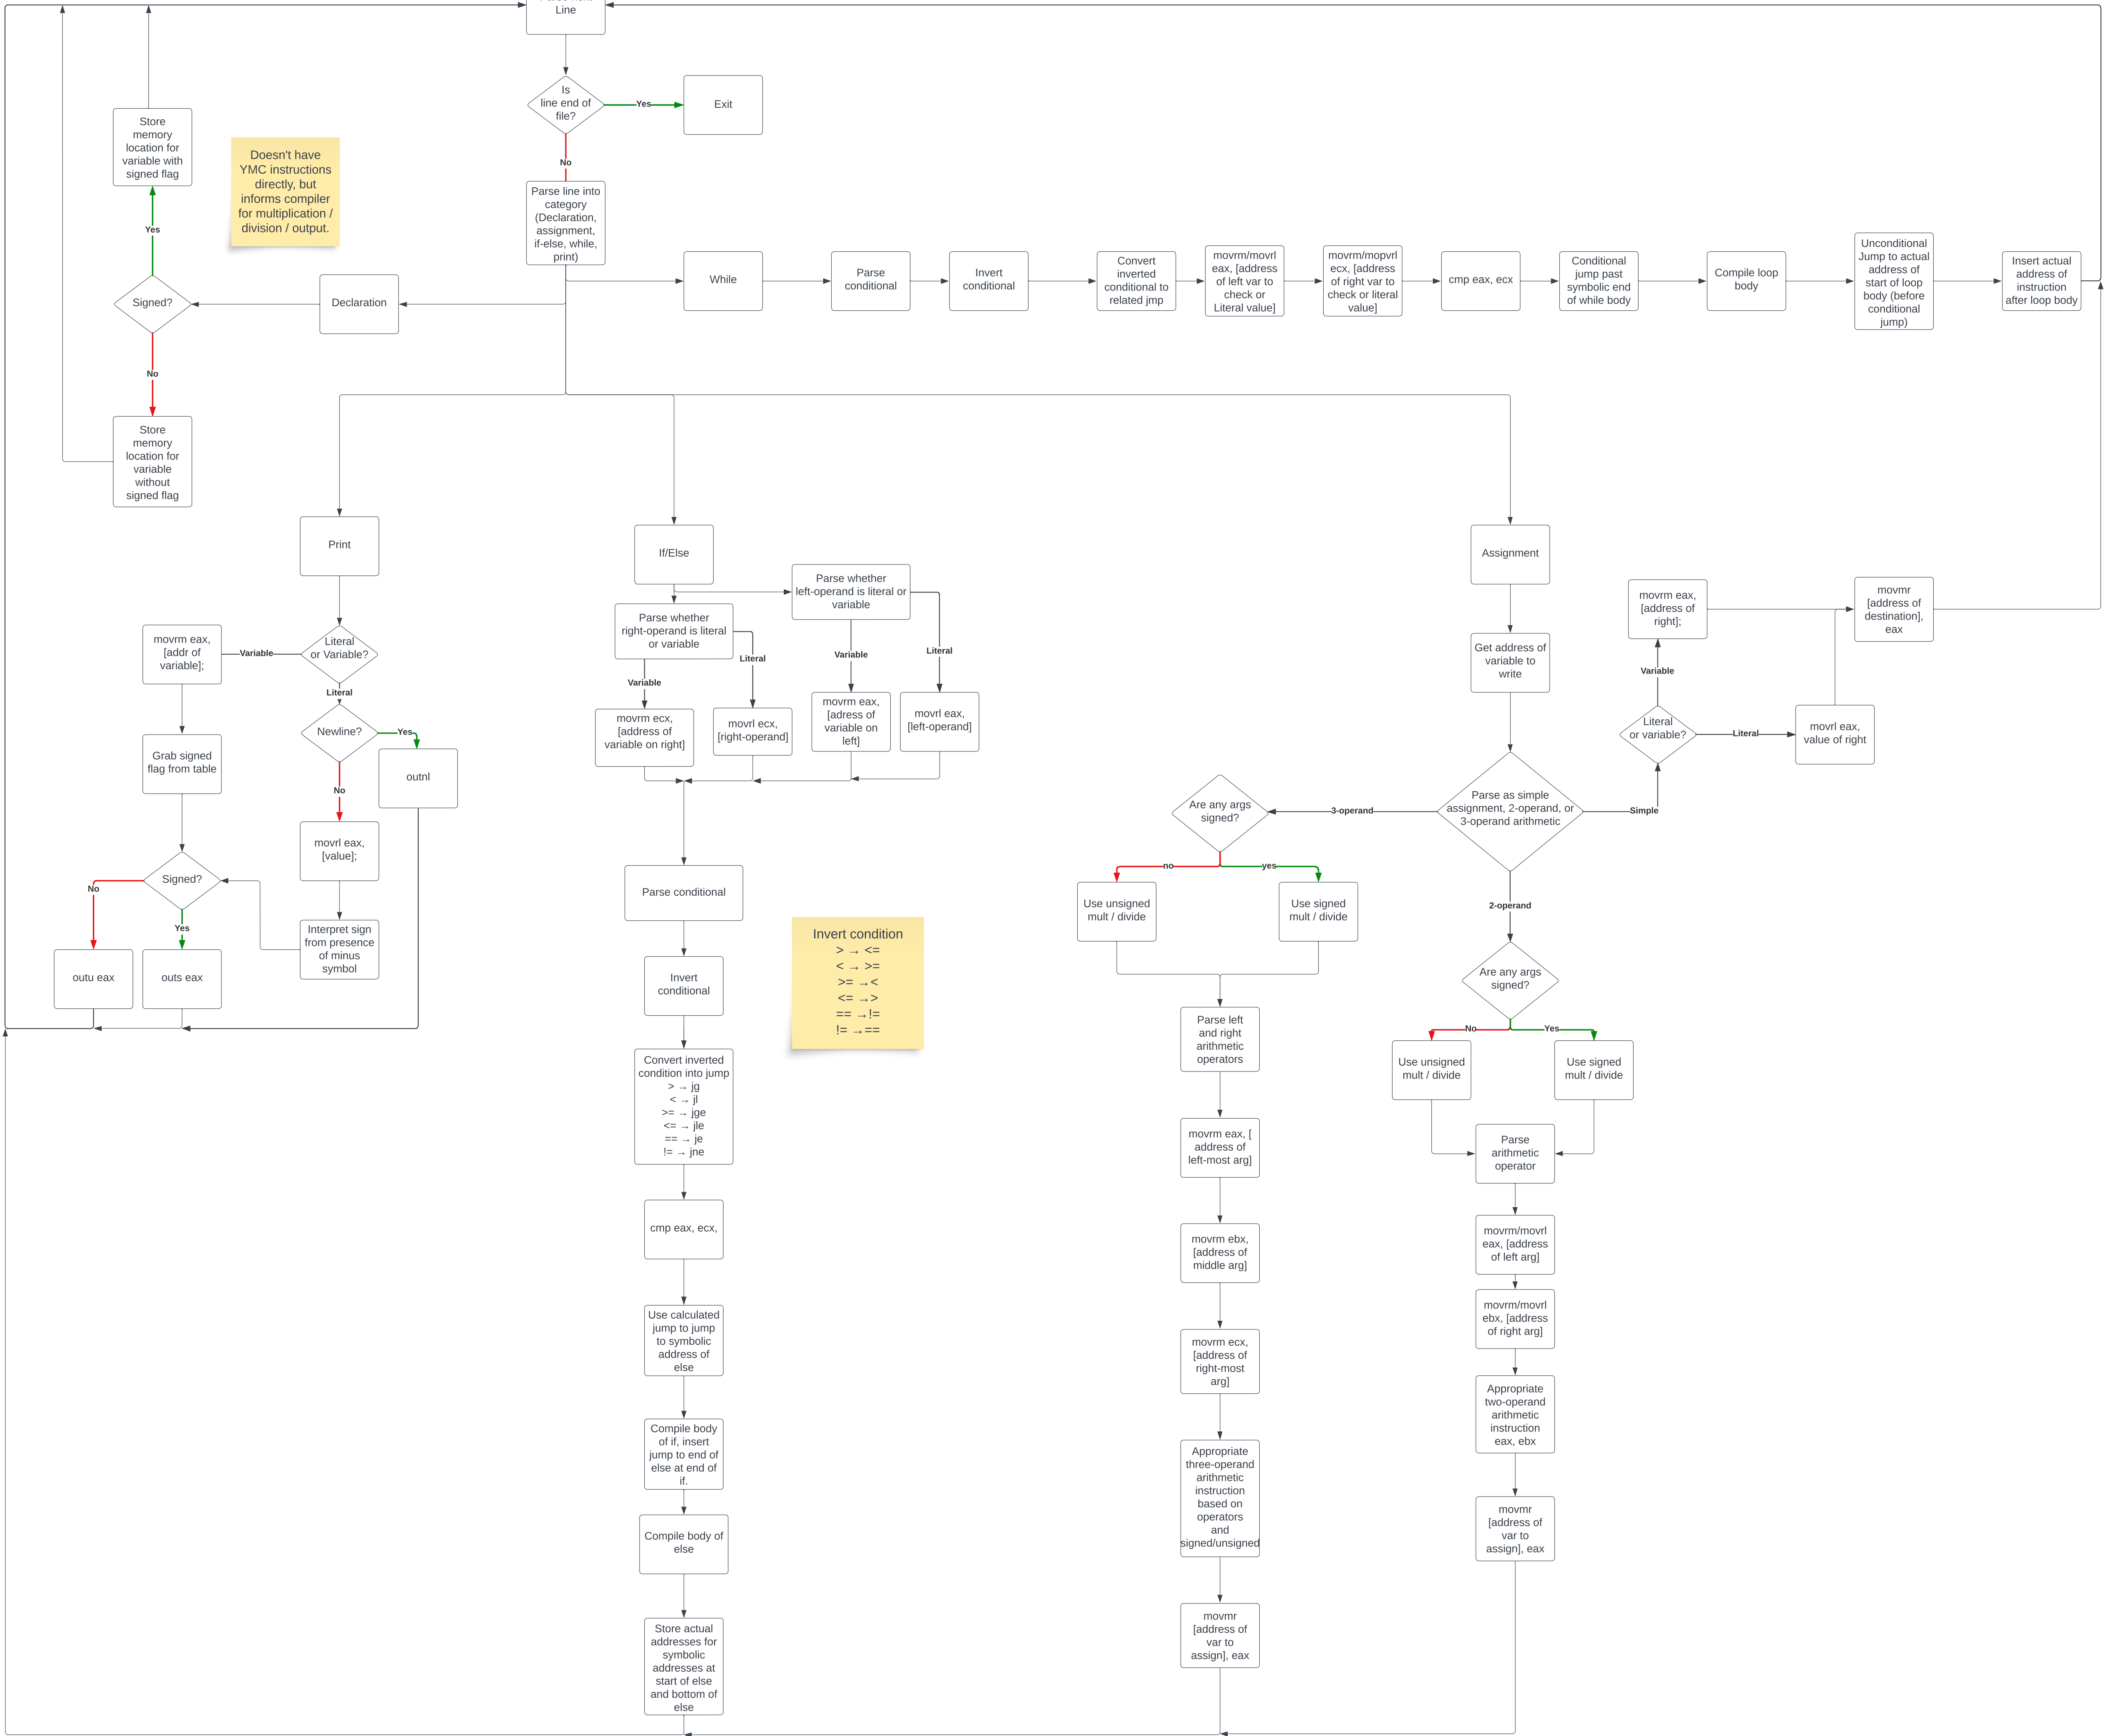 Line
Is
line end of
file?
Yes
Exit
No
Parse line into
category
(Declaration,
assignment,
if-else, while,
print)
Store
memory
location for
variable with
signed flag
Doesn't have
YMC instructions
directly, but
informs compiler
for multiplication /
division / output.
Yes
Signed?
Declaration
No
Store
memory
location for
variable
without
signed flag
While
Parse
conditional
Invert
conditional
Convert
inverted
conditional to
related jmp
movrm/movrl
eax, [address
of left var to
check or
Literal value]
movrm/mopvrl
ecx, [address
of right var to
check or literal
value]
cmp eax, ecx
Conditional
jump past
symbolic end
of while body
Compile loop
body
Unconditional
Jump to actual
address of
start of loop
body (before
conditional
jump)
Insert actual
address of
instruction
after loop body
Print
Literal
or Variable?
Variable
movrm eax,
[addr of
variable];
Literal
Newline?
Yes
outnl
Grab signed
flag from table
No
movrl eax,
[value];
Signed?
No
Yes
Interpret sign
from presence
of minus
symbol
outu eax
outs eax
If/Else
Parse whether
left-operand is literal or
variable
Parse whether
right-operand is literal
or variable
Literal
Variable
Variable
Literal
movrm ecx,
[address of
variable on right]
movrl ecx,
[right-operand]
movrm eax,
[adress of
variable on
left]
movrl eax,
[left-operand]
Parse conditional
Invert
conditional
Invert condition
> → <=
< → >=
>= →<
<= →>
== →!=
!= →==
Convert inverted
condition into jump
> → jg
< → jl
>= → jge
<= → jle
== → je
!= → jne
cmp eax, ecx,
Use calculated
jump to jump
to symbolic
address of
else
Compile body
of if, insert
jump to end of
else at end of
if.
Compile body of
else
Store actual
addresses for
symbolic
addresses at
start of else
and bottom of
else
Assignment
Get address of
variable to
write
Parse as simple
assignment, 2-operand, or
3-operand arithmetic
Simple
Literal
or variable?
Variable
movrm eax,
[address of
right];
Literal
movrl eax,
value of right
movmr
[address of
destination],
eax
3-operand
Are any args
signed?
no
yes
Use unsigned
mult / divide
Use signed
mult / divide
Parse left
and right
arithmetic
operators
movrm eax, [
address of
left-most arg]
movrm ebx,
[address of
middle arg]
movrm ecx,
[address of
right-most
arg]
Appropriate
three-operand
arithmetic
instruction
based on
operators
and
signed/unsigned
movmr
[address of
var to
assign], eax
2-operand
Are any args
signed?
No
Yes
Use unsigned
mult / divide
Use signed
mult / divide
Parse
arithmetic
operator
movrm/movrl
eax, [address
of left arg]
movrm/movrl
ebx, [address
of right arg]
Appropriate
two-operand
arithmetic
instruction
eax, ebx
movmr
[address of
var to
assign], eax